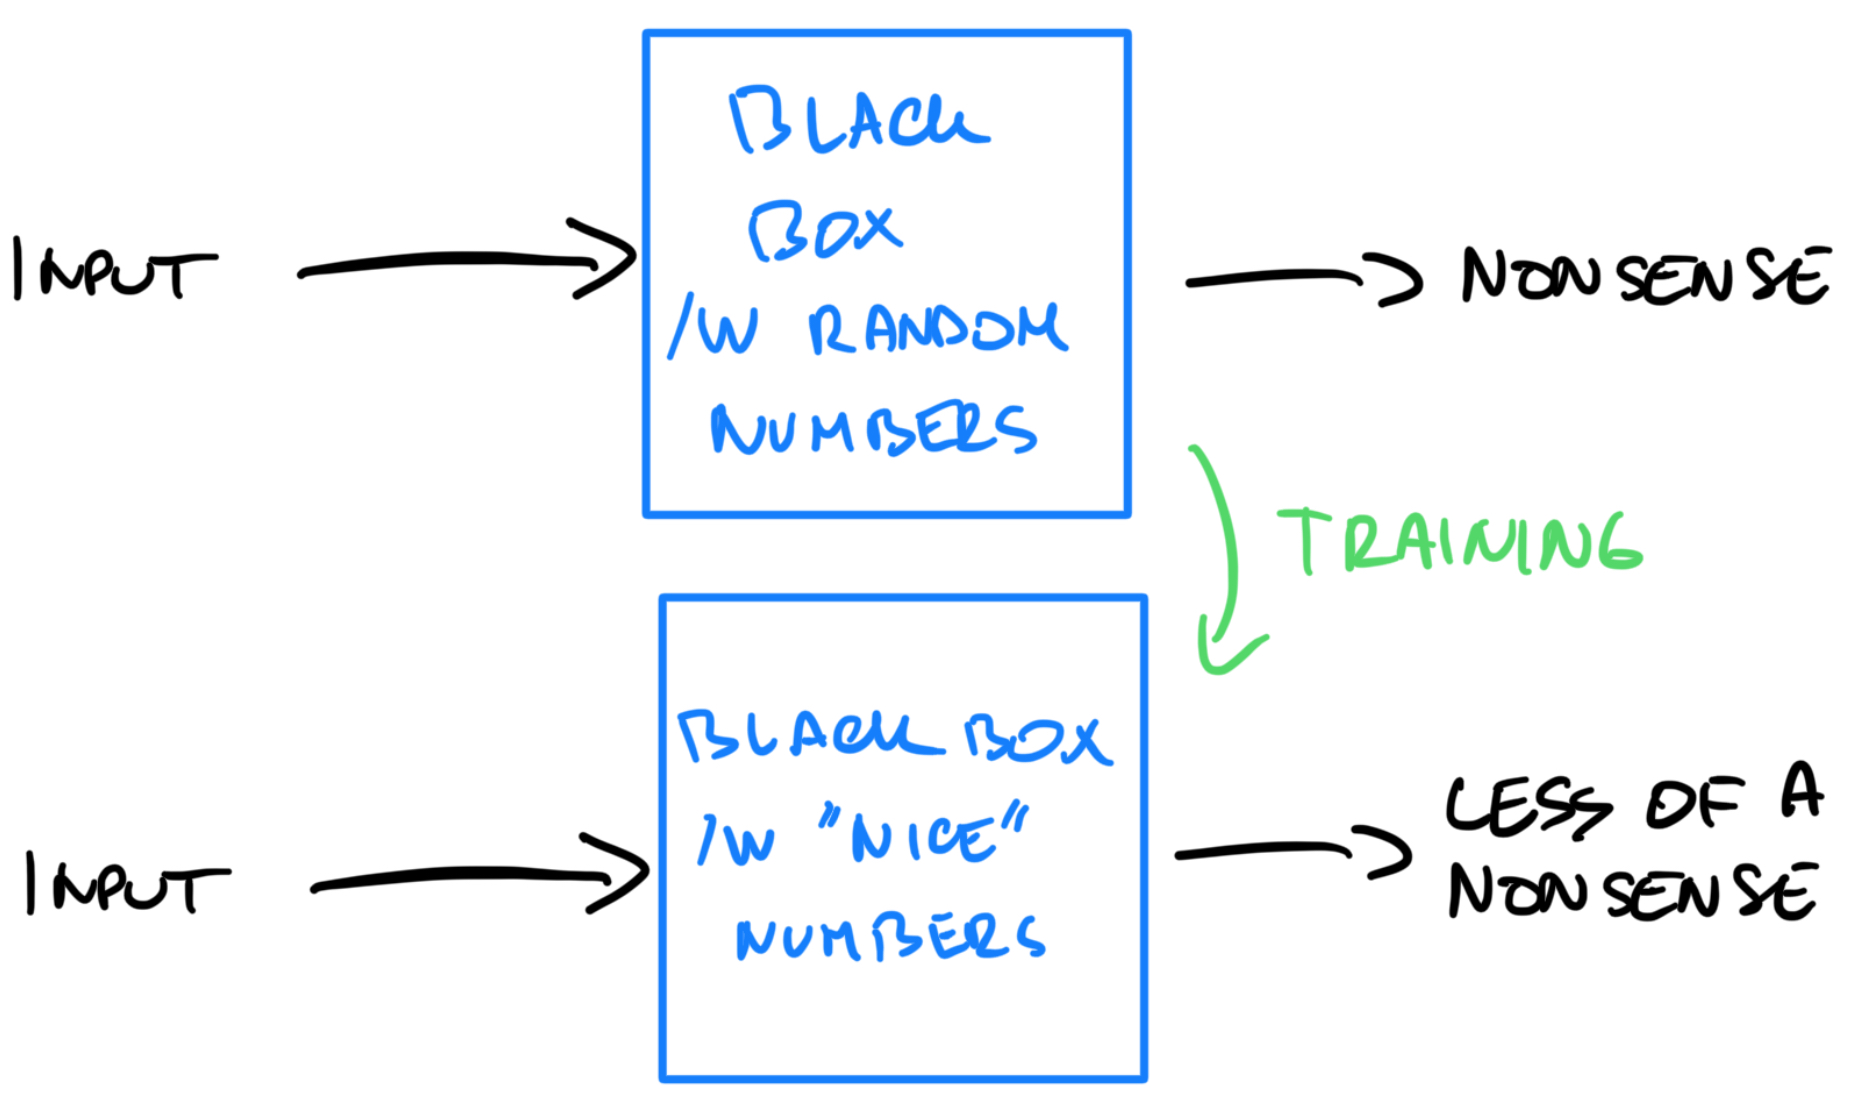 INPUT
BLACK
BOX
/W RANDOM
NUMBERS
NONSENSE
TRAINING
INPUT
BLACK BOX
/W "NICE"
NUMBERS
LESS OF A
NONSENSE